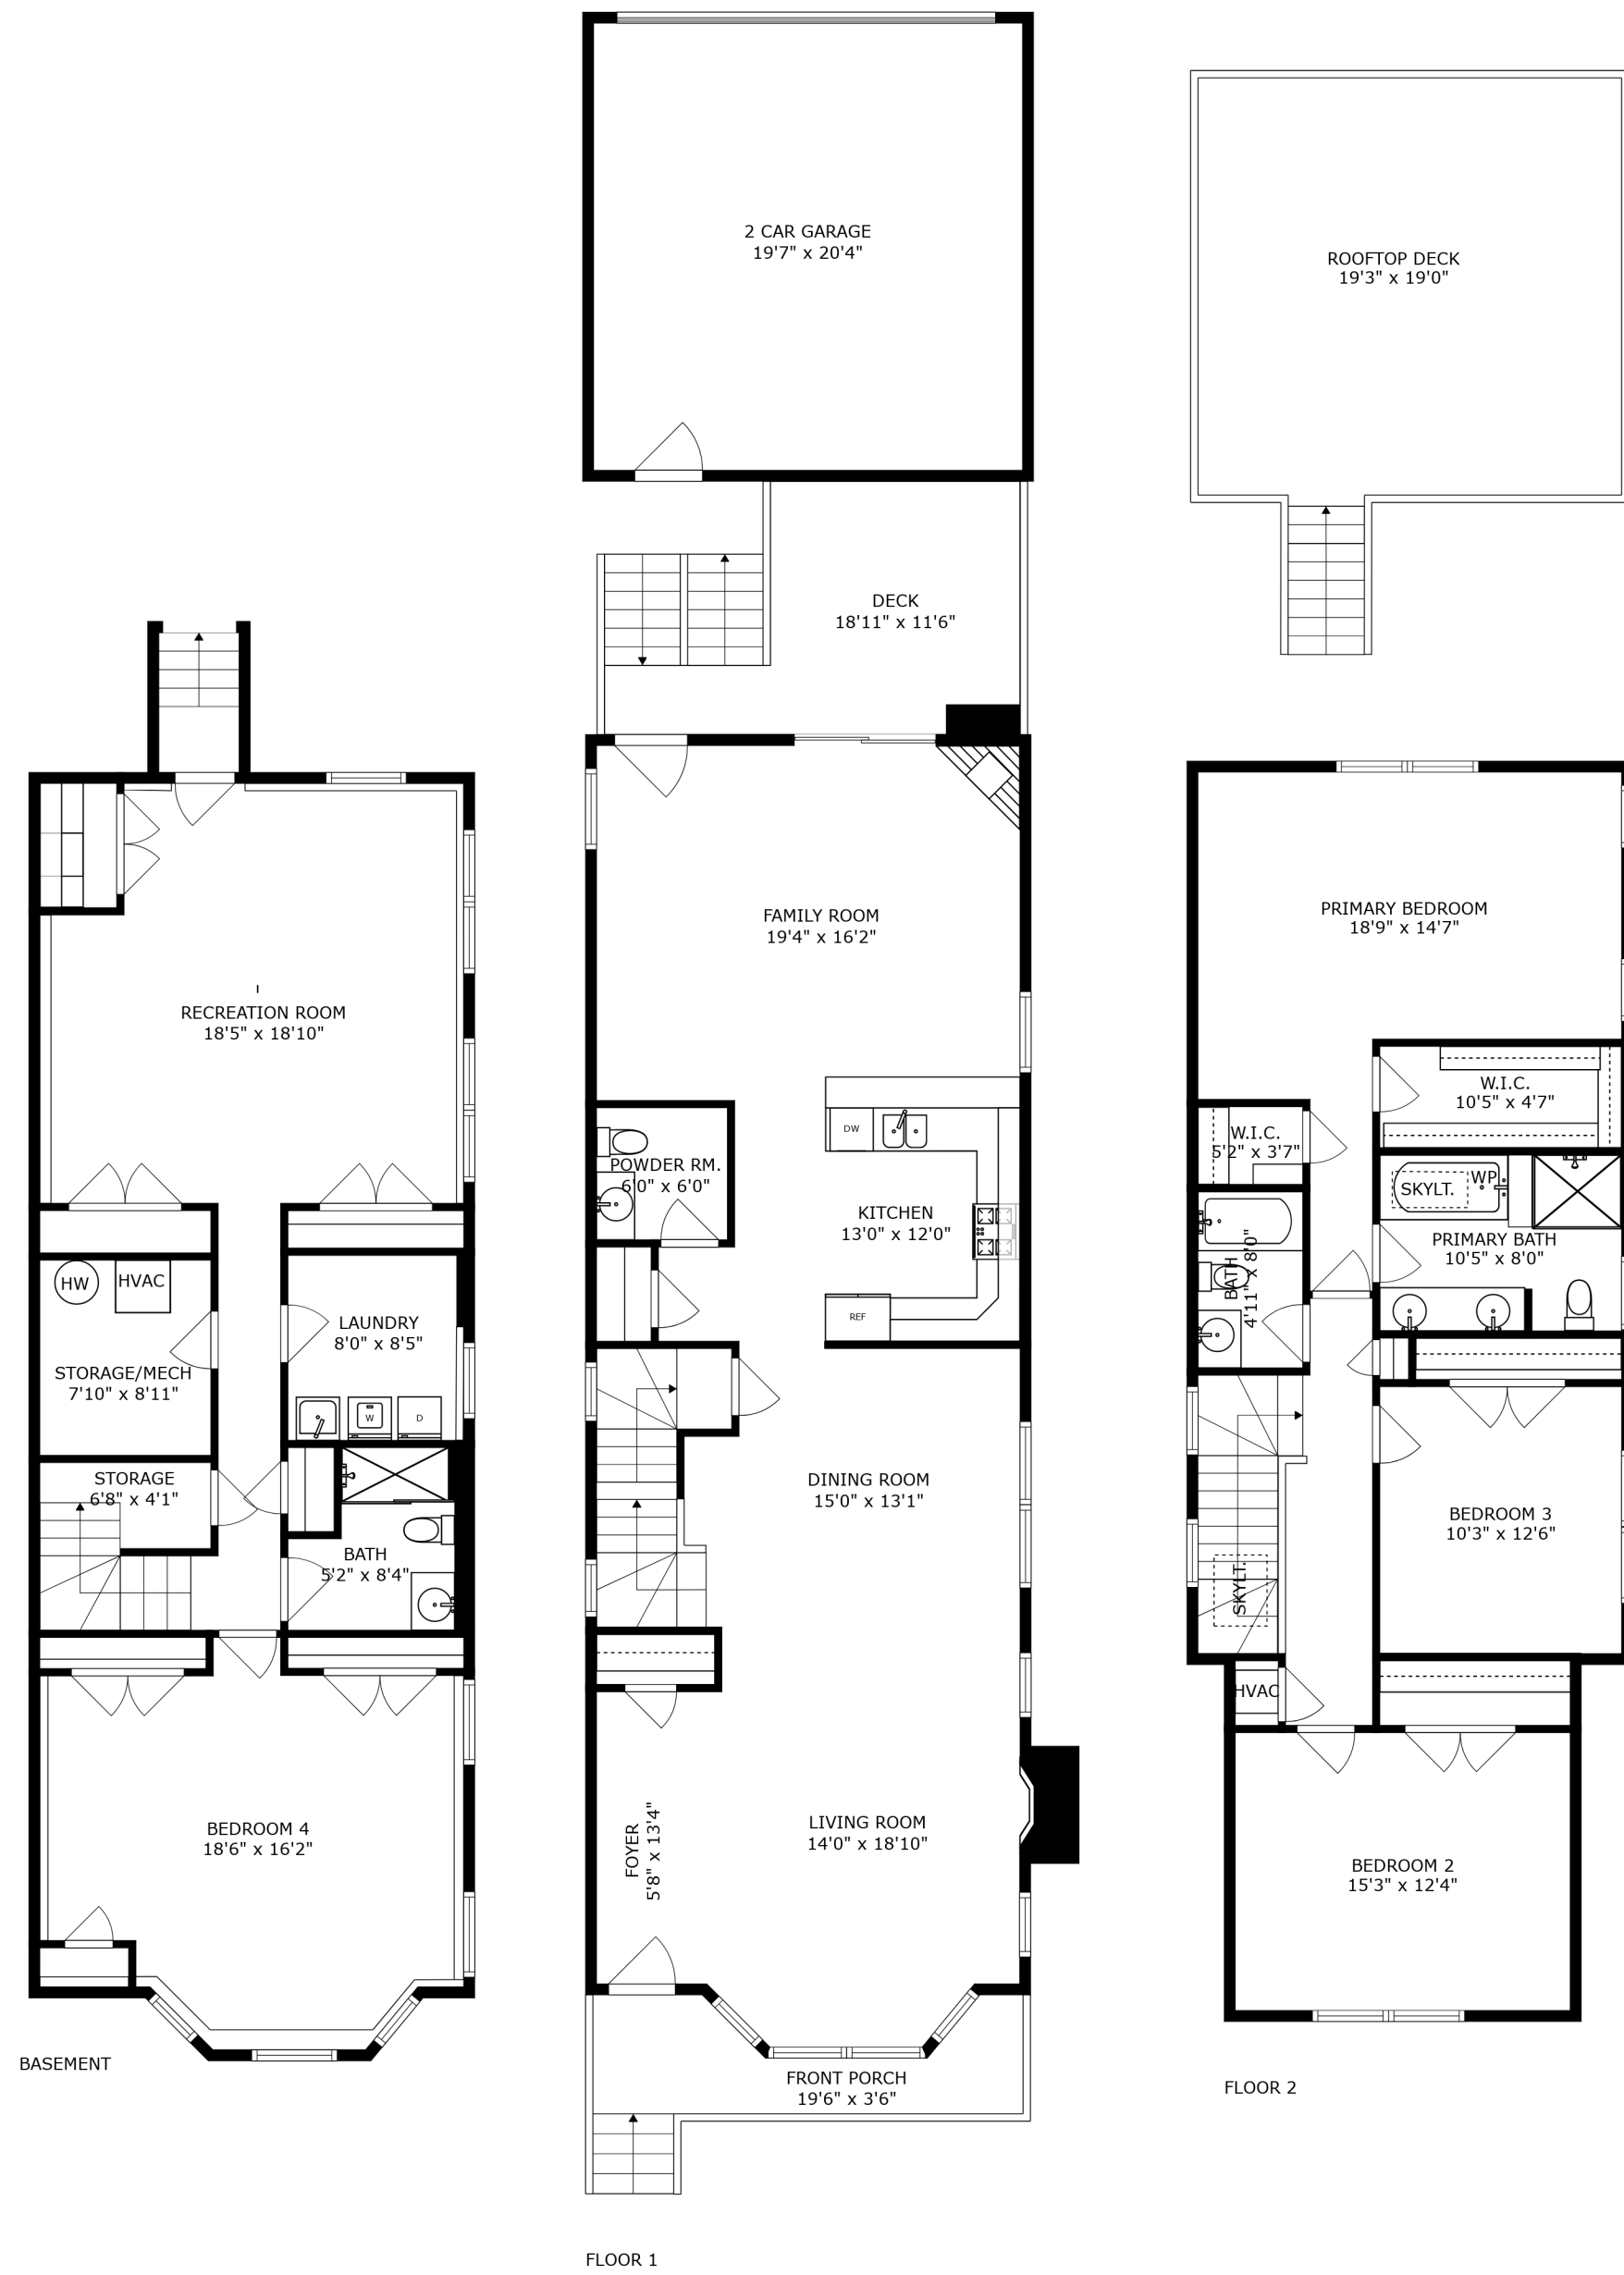 2 CAR GARAGE
19'7" x 20'4"
DECK
18'11" x 11'6"
FAMILY ROOM
19'4" x 16'2"
POWDER RM.
6'0" x 6'0"
DW
KITCHEN
13'0" x 12'0"
REF
DINING ROOM
15'0" x 13'1"
FOYER
5'8" x 13'4"
LIVING ROOM
14'0" x 18'10"
FRONT PORCH
19'6" x 3'6"
FLOOR 1
RECREATION ROOM
18'5" x 18'10"
HW
HVAC
STORAGE/MECH
7'10" x 8'11"
LAUNDRY
8'0" x 8'5"
W
D
STORAGE
6'8" x 4'1"
BATH
5'2" x 8'4"
BEDROOM 4
18'6" x 16'2"
BASEMENT
ROOFTOP DECK
19'3" x 19'0"
PRIMARY BEDROOM
18'9" x 14'7"
W.I.C.
10'5" x 4'7"
W.I.C.
5'2" x 3'7"
SKYLT.
WP
PRIMARY BATH
10'5" x 8'0"
BATH
4'11" x 8'0"
BEDROOM 3
10'3" x 12'6"
SKYLT.
HVAC
BEDROOM 2
15'3" x 12'4"
FLOOR 2